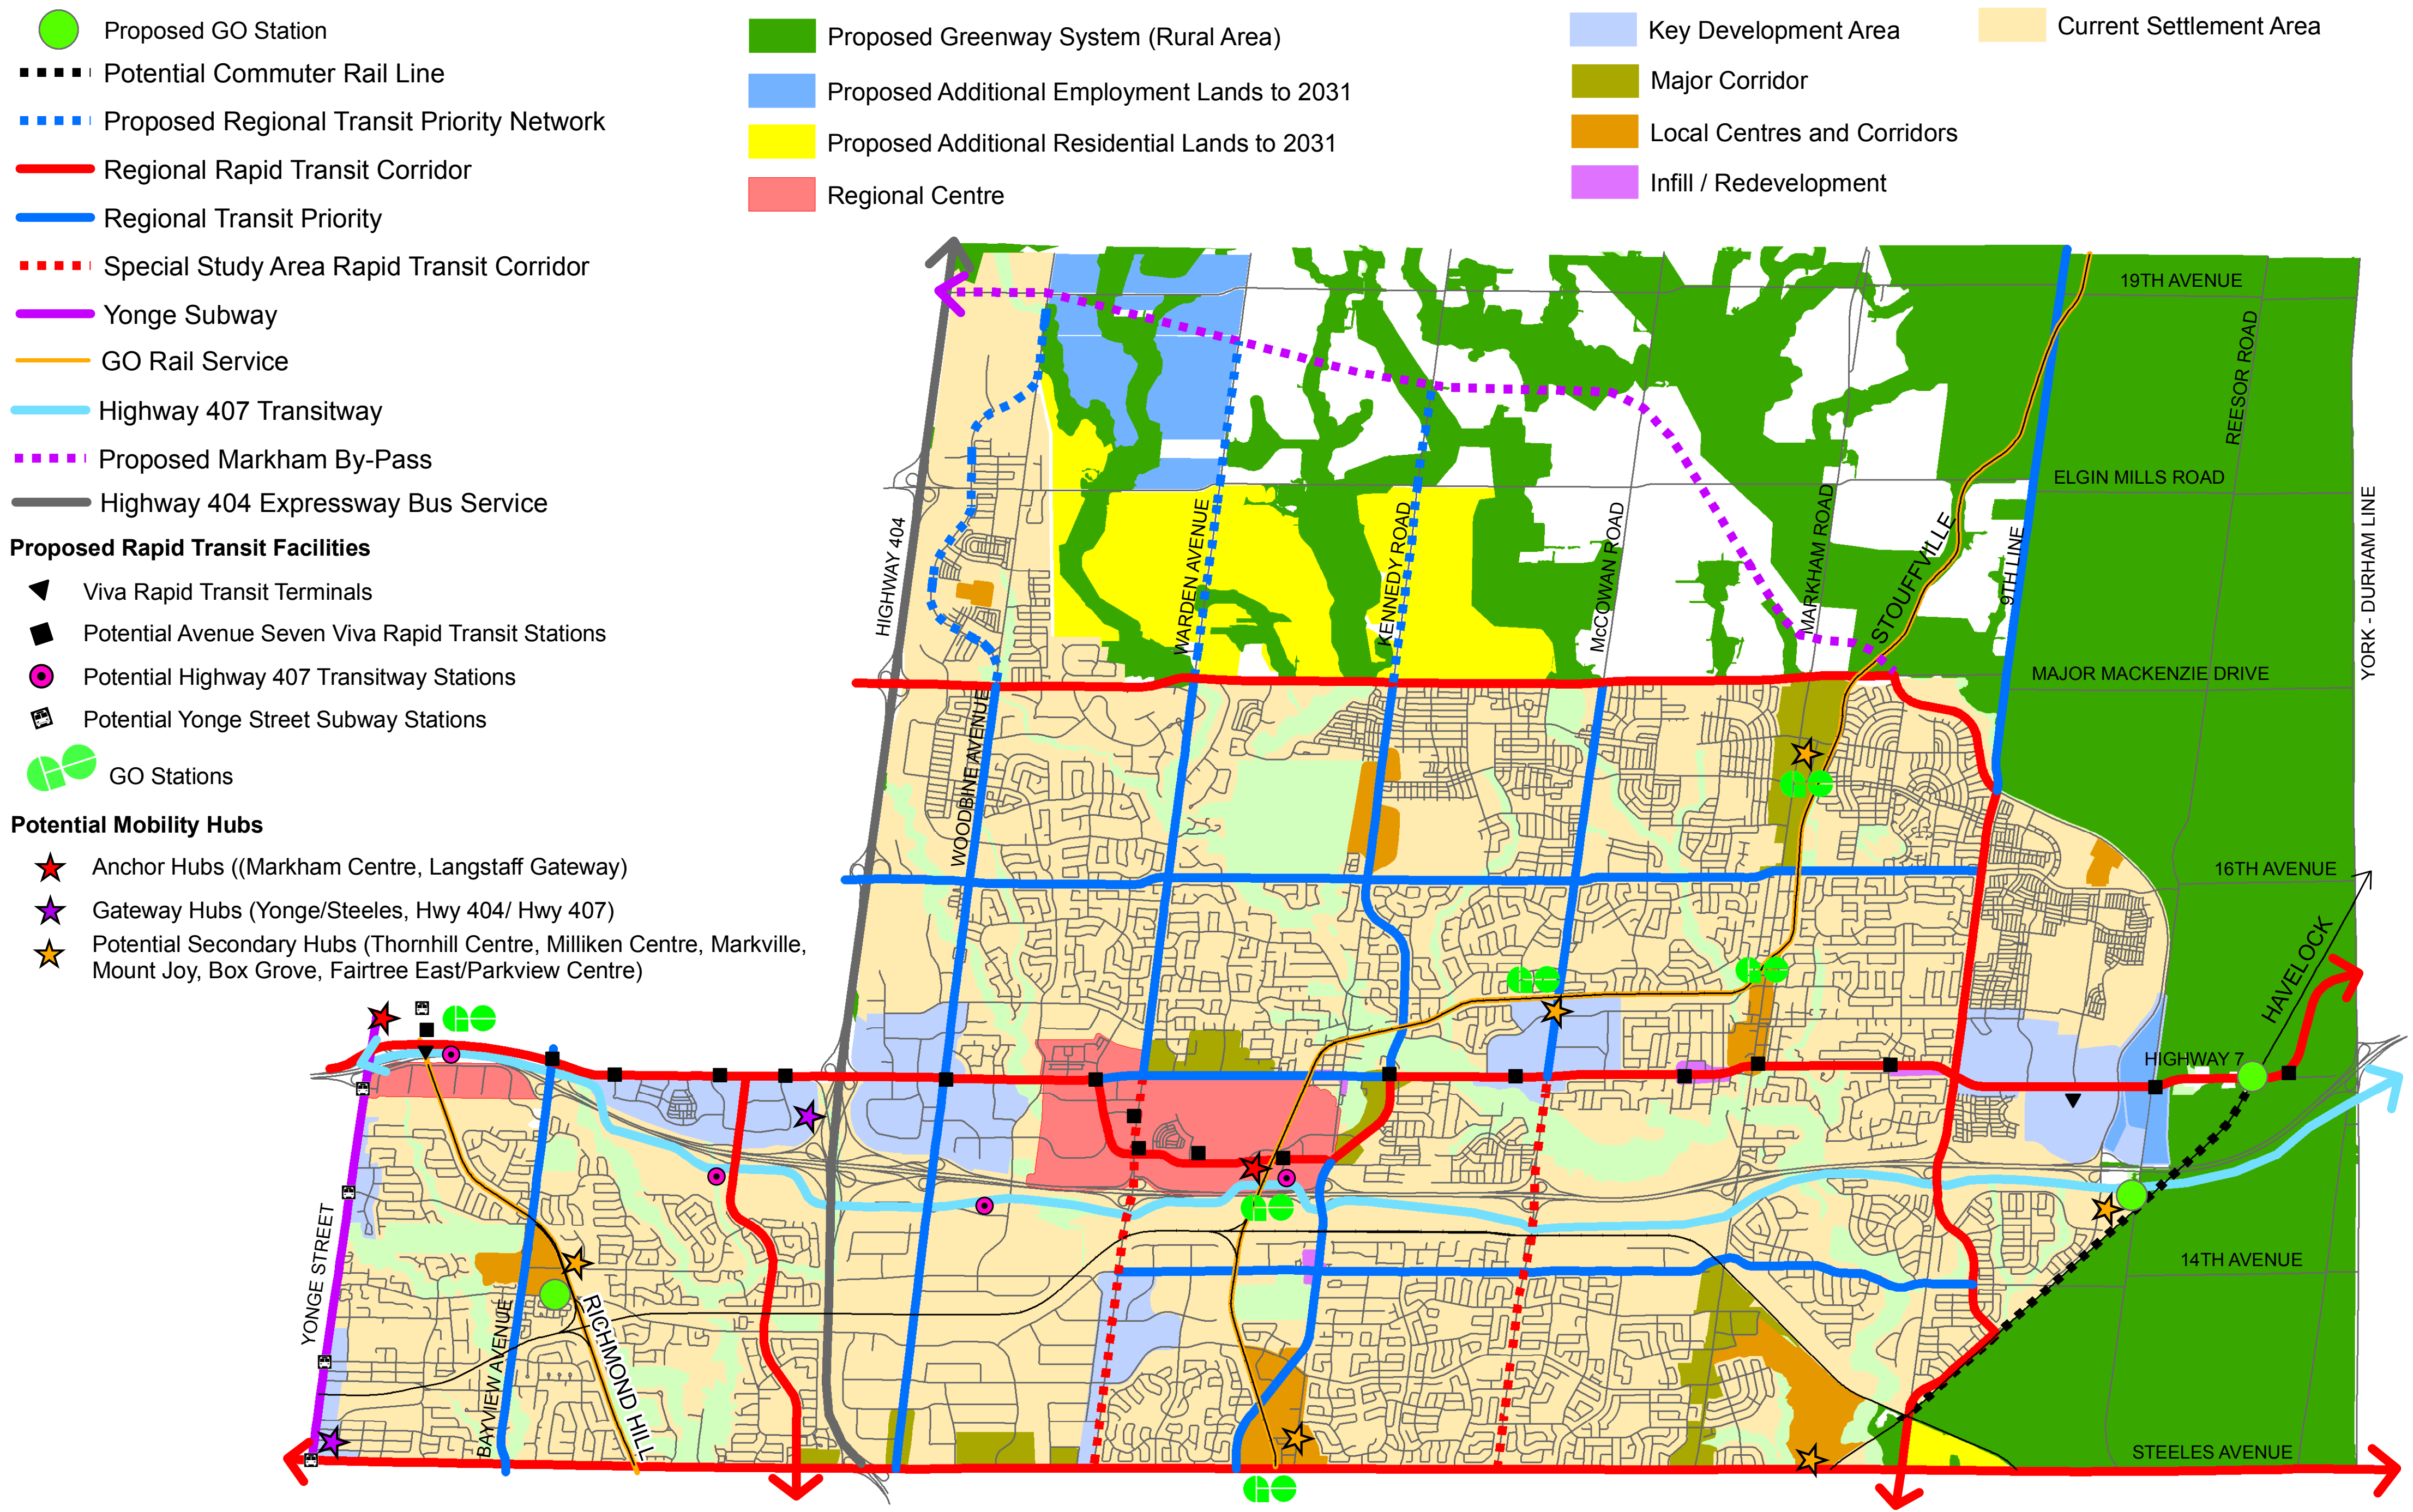 Proposed GO Station
Potential Commuter Rail Line
Proposed Regional Transit Priority Network
Regional Rapid Transit Corridor
Regional Transit Priority
Special Study Area Rapid Transit Corridor
Yonge Subway
GO Rail Service
Highway 407 Transitway
Proposed Markham By-Pass
Highway 404 Expressway Bus Service
Proposed Rapid Transit Facilities
Viva Rapid Transit Terminals
Potential Avenue Seven Viva Rapid Transit Stations
Potential Highway 407 Transitway Stations
Potential Yonge Street Subway Stations
GO Stations
Potential Mobility Hubs
Anchor Hubs ((Markham Centre, Langstaff Gateway)
Gateway Hubs (Yonge/Steeles, Hwy 404/ Hwy 407)
Potential Secondary Hubs (Thornhill Centre, Milliken Centre, Markville,
Mount Joy, Box Grove, Fairtree East/Parkview Centre)
Proposed Greenway System (Rural Area)
Proposed Additional Employment Lands to 2031
Proposed Additional Residential Lands to 2031
Regional Centre
Key Development Area
Major Corridor
Local Centres and Corridors
Infill / Redevelopment
Current Settlement Area
19TH AVENUE
REESOR ROAD
ELGIN MILLS ROAD
YORK - DURHAM LINE
HIGHWAY 404
WARDEN AVENUE
KENNEDY ROAD
McCOWAN ROAD
MARKHAM ROAD
STOUFFVILLE
9TH LINE
MAJOR MACKENZIE DRIVE
WOODBINE AVENUE
16TH AVENUE
HAVELOCK
HIGHWAY 7
YONGE STREET
14TH AVENUE
BAYVIEW AVENUE
RICHMOND HILL
STEELES AVENUE